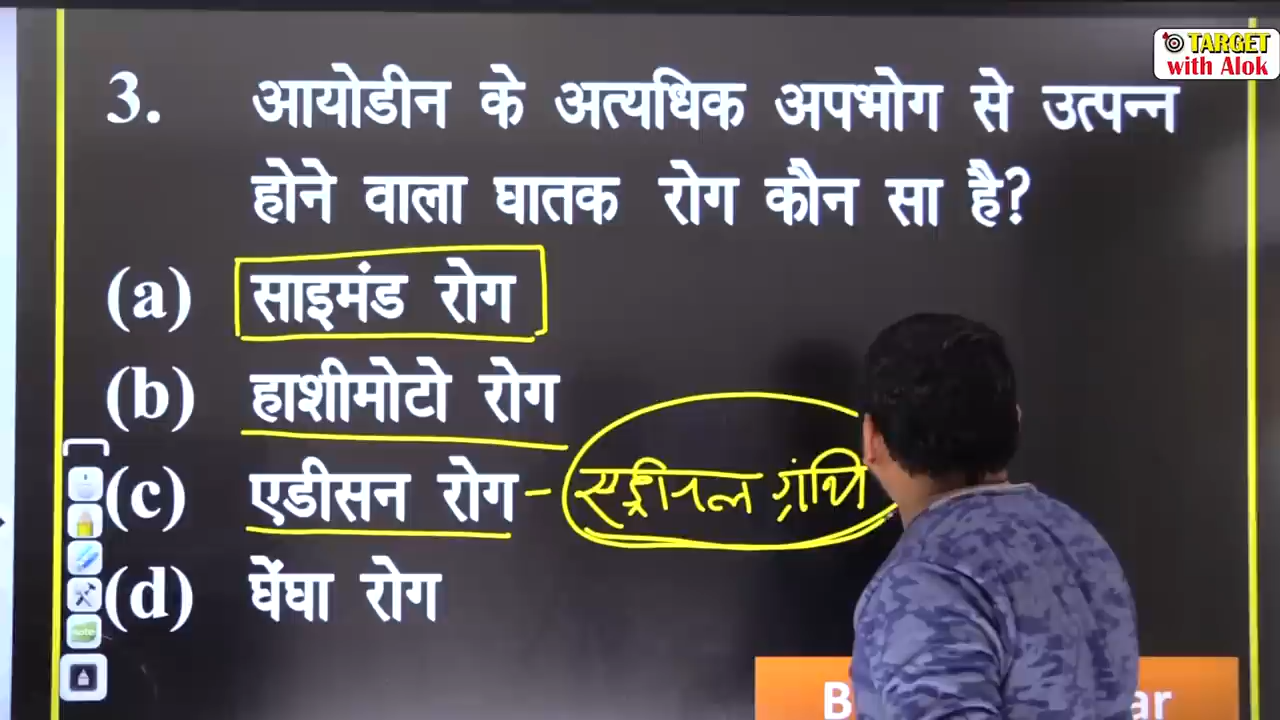 TARGET
with Alok
3. आयोडीन के अत्यधिक अपभोग से उत्पन्न
होने वाला घातक रोग कौन सा है?
(a) साइमंड रोग
(b) हाशीमोटो रोग
(c) एडीसन रोग - एड्रीनल ग्रंथि
(d) घेंघा रोग